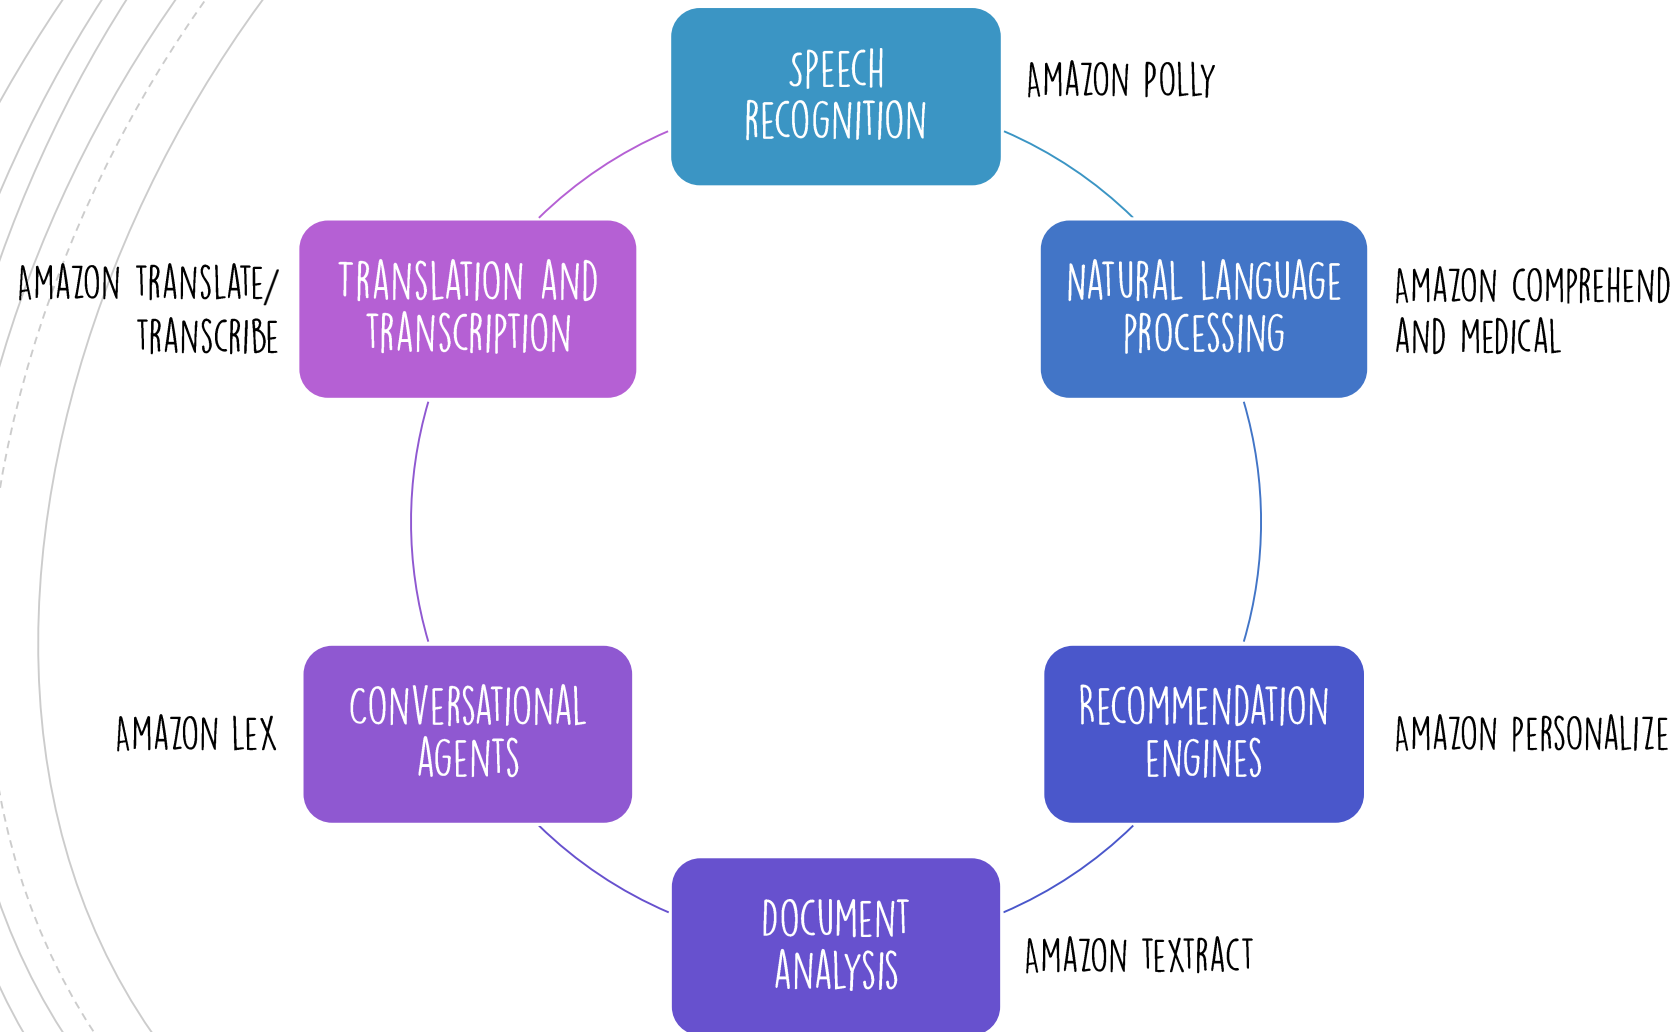 SPEECH
RECOGNITION
AMAZON POLLY
NATURAL LANGUAGE
PROCESSING
AMAZON COMPREHEND
AND MEDICAL
RECOMMENDATION
ENGINES
AMAZON PERSONALIZE
DOCUMENT
ANALYSIS
AMAZON TEXTRACT
CONVERSATIONAL
AGENTS
AMAZON LEX
TRANSLATION AND
TRANSCRIPTION
AMAZON TRANSLATE/
TRANSCRIBE